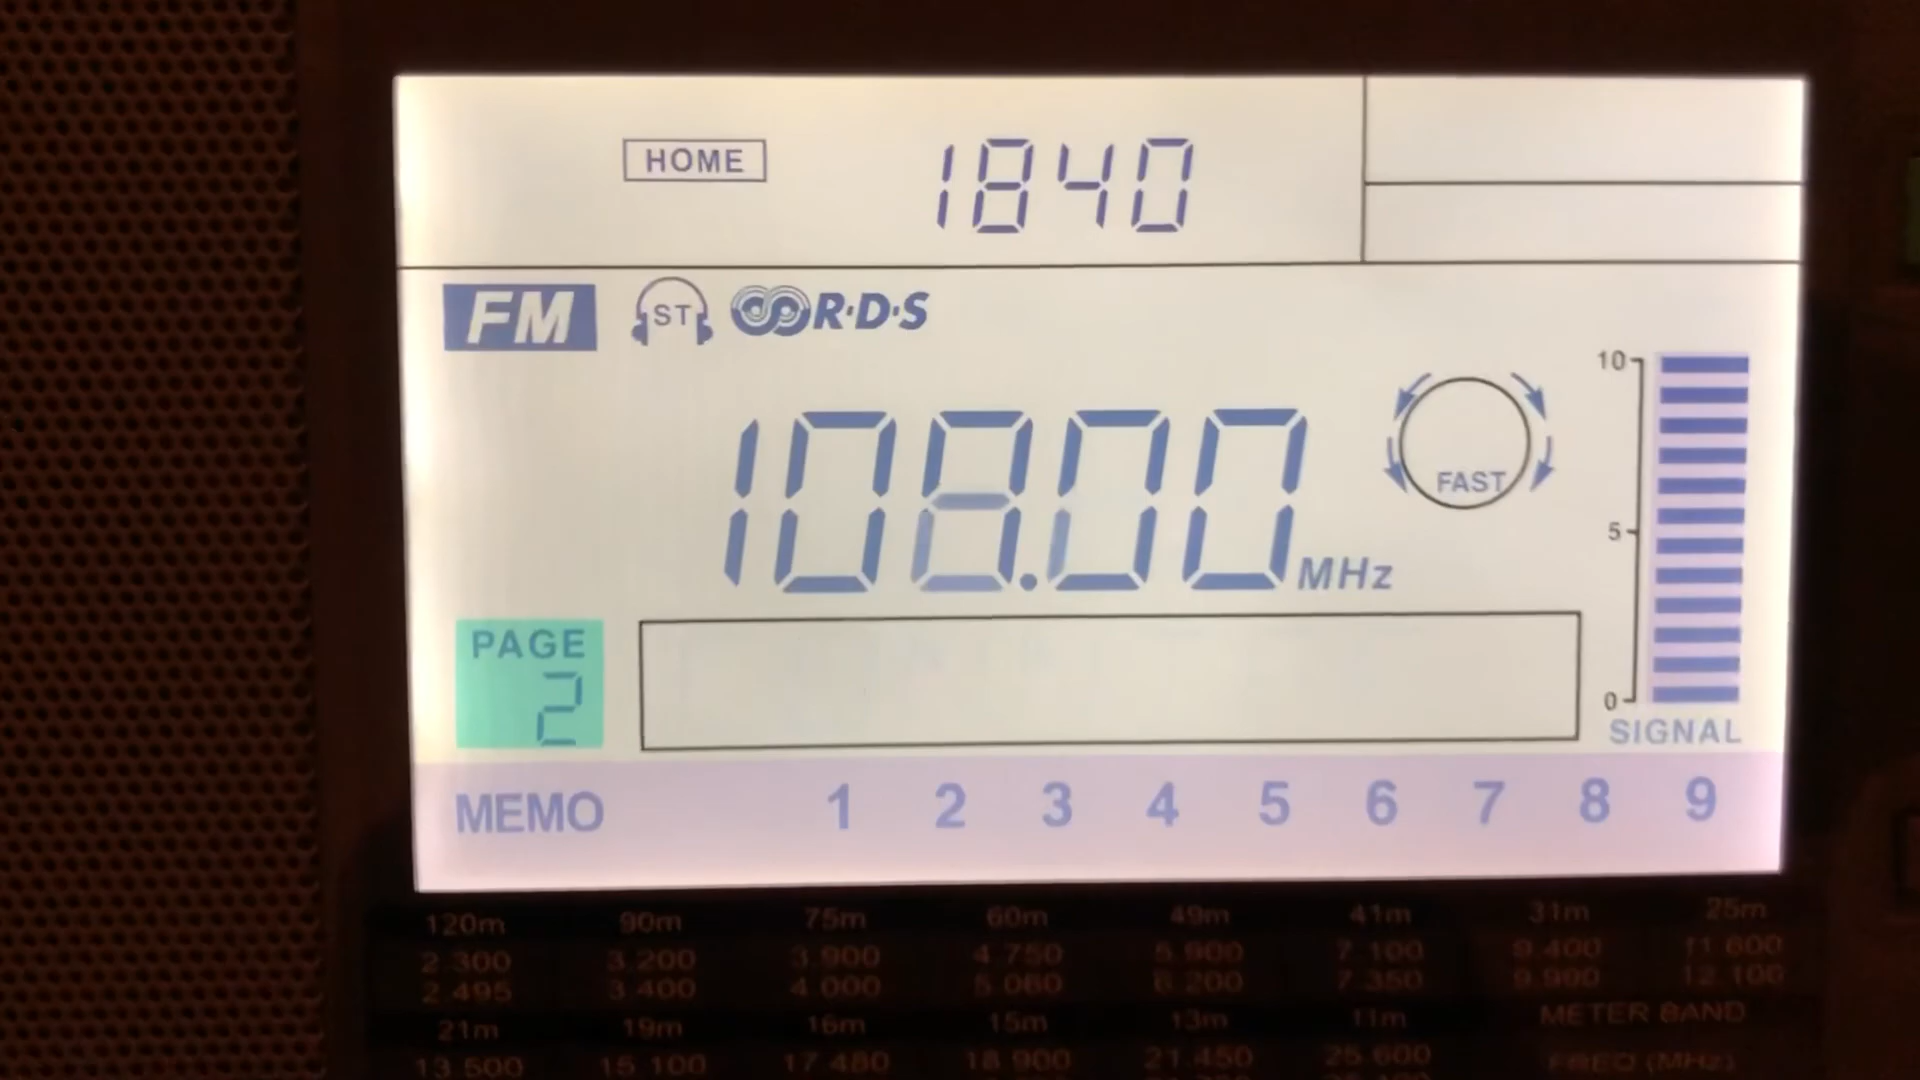 HOME 1840
FM ST R·D·S
10
108.00 MHz
FAST
5
0
SIGNAL
PAGE
2
MEMO 1 2 3 4 5 6 7 8 9
120m 90m 75m 60m 49m 41m 31m 25m
2.300 3.200 3.900 4.750 5.900 7.100 9.400 11.600
2.495 3.400 4.000 5.060 6.200 7.350 9.990 12.100
21m 19m 16m 15m 13m 11m METER BAND
13.500 15.100 17.480 18.900 21.450 25.600 FREQ (MHz)